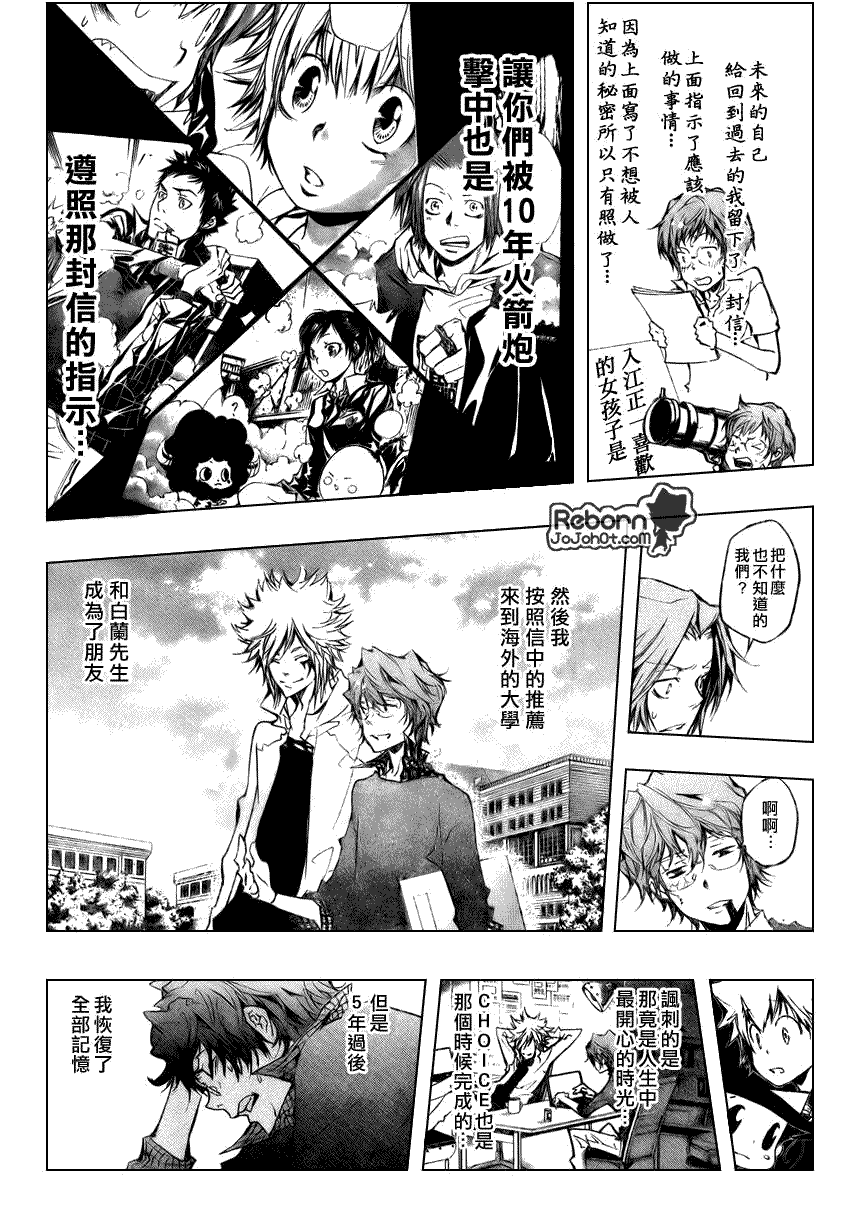 未來的自己
給回到過去的我留下了一封信…
上面指示了應該
做的事情…
因為上面寫了不想被人
知道的秘密所以只有照做了…
入江正一喜歡
的女孩子是
讓你們被10年火箭炮
擊中也是
遵照那封信的指示…
Rebonn
JoJoHot.com
把什麼
也不知道的
我們？
然後我
按照信中的推薦
來到海外的大學
和白蘭先生
成為了朋友
啊啊…
諷刺的是
那竟是人生中
最開心的時光…
CHOICE也是
那個時候完成的…
但是
5年過後
我恢復了
全部記憶